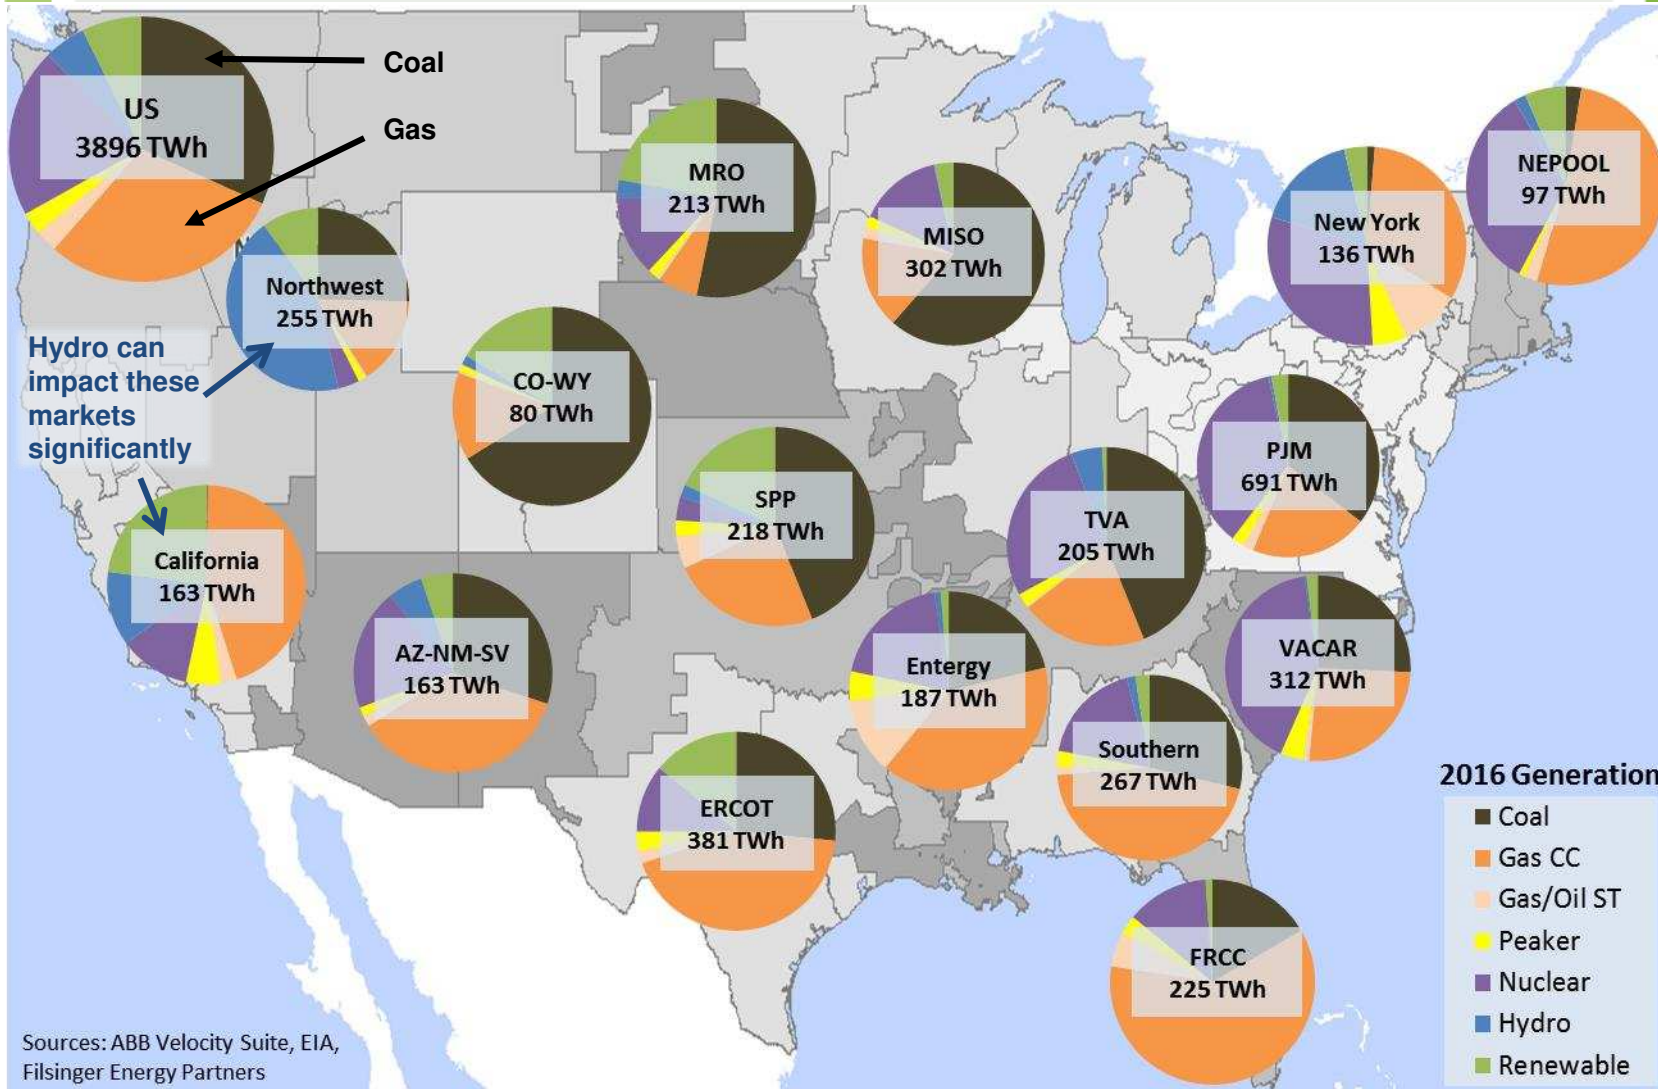 Coal
Gas
US
3896 TWh
MRO
213 TWh
MISO
302 TWh
New York
136 TWh
NEPOOL
97 TWh
Northwest
255 TWh
Hydro can
impact these
markets
significantly
CO-WY
80 TWh
PJM
691 TWh
SPP
218 TWh
TVA
205 TWh
California
163 TWh
AZ-NM-SV
163 TWh
Entergy
187 TWh
VACAR
312 TWh
Southern
267 TWh
ERCOT
381 TWh
FRCC
225 TWh
2016 Generation
Coal
Gas CC
Gas/Oil ST
Peaker
Nuclear
Hydro
Renewable
Sources: ABB Velocity Suite, EIA,
Filsinger Energy Partners